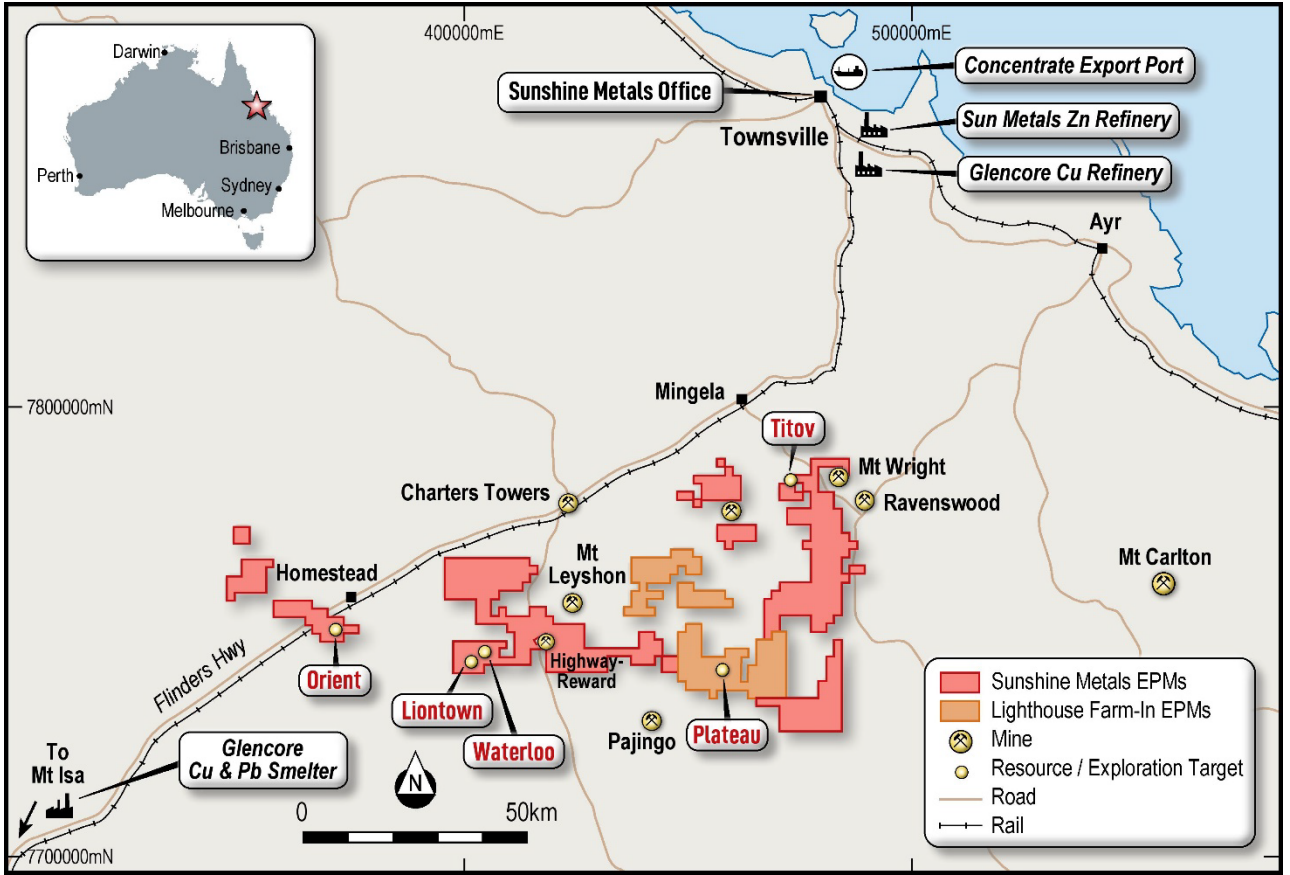 400000mE
500000mE
Darwin
Brisbane
Perth
Sydney
Melbourne
Sunshine Metals Office
Concentrate Export Port
Townsville
Sun Metals Zn Refinery
Glencore Cu Refinery
Ayr
Mingela
7800000mN
Titov
Mt Wright
Charters Towers
Ravenswood
Mt
Leyshon
Mt Carlton
Homestead
Highway-
Reward
Orient
Flinders Hwy
Liontown
Waterloo
Pajingo
Plateau
To
Mt Isa
Glencore
Cu & Pb Smelter
N
0
50km
7700000mN
Sunshine Metals EPMs
Lighthouse Farm-In EPMs
Mine
Resource / Exploration Target
Road
Rail